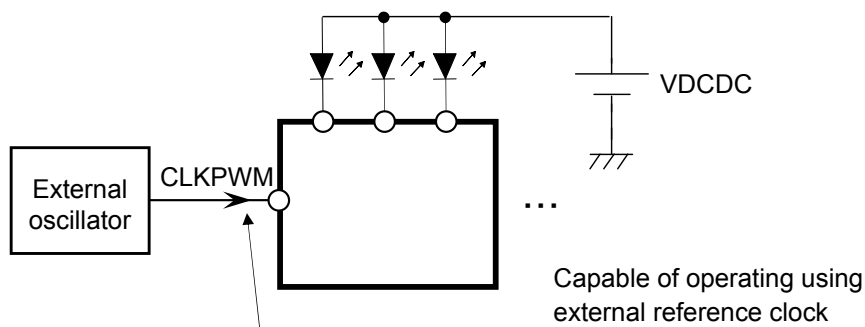 VDCDC
CLKPWM
External
oscillator
...
Capable of operating using
external reference clock